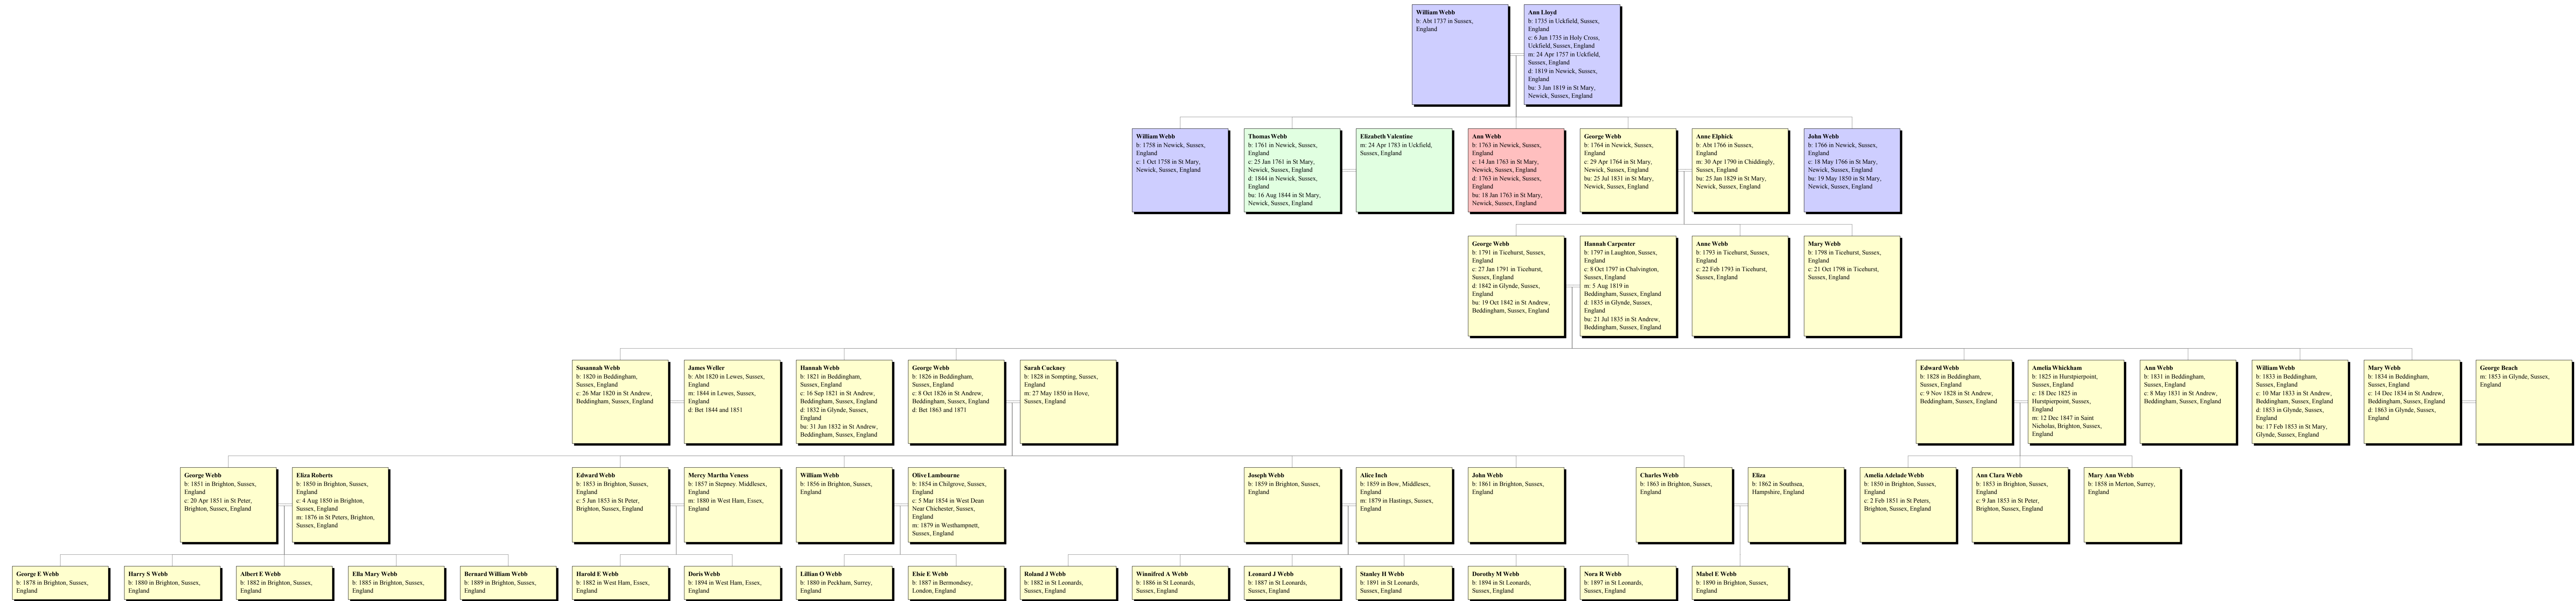 William Webb
b: Abt 1737 in Sussex,
England
Ann Lloyd
b: 1735 in Uckfield, Sussex,
England
c: 6 Jun 1735 in Holy Cross,
Uckfield, Sussex, England
m: 24 Apr 1757 in Uckfield,
Sussex, England
d: 1819 in Newick, Sussex,
England
bu: 3 Jan 1819 in St Mary,
Newick, Sussex, England
William Webb
b: 1758 in Newick, Sussex,
England
c: 1 Oct 1758 in St Mary,
Newick, Sussex, England
Thomas Webb
b: 1761 in Newick, Sussex,
England
c: 25 Jan 1761 in St Mary,
Newick, Sussex, England
d: 1844 in Newick, Sussex,
England
bu: 16 Aug 1844 in St Mary,
Newick, Sussex, England
Elizabeth Valentine
m: 24 Apr 1783 in Uckfield,
Sussex, England
Ann Webb
b: 1763 in Newick, Sussex,
England
c: 14 Jan 1763 in St Mary,
Newick, Sussex, England
d: 1763 in Newick, Sussex,
England
bu: 18 Jan 1763 in St Mary,
Newick, Sussex, England
George Webb
b: 1764 in Newick, Sussex,
England
c: 29 Apr 1764 in St Mary,
Newick, Sussex, England
bu: 25 Jul 1831 in St Mary,
Newick, Sussex, England
Anne Elphick
b: Abt 1766 in Sussex,
England
m: 30 Apr 1790 in Chiddingly,
Sussex, England
bu: 25 Jan 1829 in St Mary,
Newick, Sussex, England
John Webb
b: 1766 in Newick, Sussex,
England
c: 18 May 1766 in St Mary,
Newick, Sussex, England
bu: 19 May 1850 in St Mary,
Newick, Sussex, England
George Webb
b: 1791 in Ticehurst, Sussex,
England
c: 27 Jan 1791 in Ticehurst,
Sussex, England
d: 1842 in Glynde, Sussex,
England
bu: 19 Oct 1842 in St Andrew,
Beddingham, Sussex, England
Hannah Carpenter
b: 1797 in Laughton, Sussex,
England
c: 8 Oct 1797 in Chalvington,
Sussex, England
m: 5 Aug 1819 in
Beddingham, Sussex, England
d: 1835 in Glynde, Sussex,
England
bu: 21 Jul 1835 in St Andrew,
Beddingham, Sussex, England
Anne Webb
b: 1793 in Ticehurst, Sussex,
England
c: 22 Feb 1793 in Ticehurst,
Sussex, England
Mary Webb
b: 1798 in Ticehurst, Sussex,
England
c: 21 Oct 1798 in Ticehurst,
Sussex, England
Susannah Webb
b: 1820 in Beddingham,
Sussex, England
c: 26 Mar 1820 in St Andrew,
Beddingham, Sussex, England
James Weller
b: Abt 1820 in Lewes, Sussex,
England
m: 1844 in Lewes, Sussex,
England
d: Bet 1844 and 1851
Hannah Webb
b: 1821 in Beddingham,
Sussex, England
c: 16 Sep 1821 in St Andrew,
Beddingham, Sussex, England
d: 1832 in Glynde, Sussex,
England
bu: 31 Jun 1832 in St Andrew,
Beddingham, Sussex, England
George Webb
b: 1826 in Beddingham,
Sussex, England
c: 8 Oct 1826 in St Andrew,
Beddingham, Sussex, England
d: Bet 1863 and 1871
Sarah Cuckney
b: 1828 in Sompting, Sussex,
England
m: 27 May 1850 in Hove,
Sussex, England
Edward Webb
b: 1828 in Beddingham,
Sussex, England
c: 9 Nov 1828 in St Andrew,
Beddingham, Sussex, England
Amelia Whickham
b: 1825 in Hurstpierpoint,
Sussex, England
c: 18 Dec 1825 in
Hurstpierpoint, Sussex,
England
m: 12 Dec 1847 in Saint
Nicholas, Brighton, Sussex,
England
Ann Webb
b: 1831 in Beddingham,
Sussex, England
c: 8 May 1831 in St Andrew,
Beddingham, Sussex, England
William Webb
b: 1833 in Beddingham,
Sussex, England
c: 10 Mar 1833 in St Andrew,
Beddingham, Sussex, England
d: 1853 in Glynde, Sussex,
England
bu: 17 Feb 1853 in St Mary,
Glynde, Sussex, England
Mary Webb
b: 1834 in Beddingham,
Sussex, England
c: 14 Dec 1834 in St Andrew,
Beddingham, Sussex, England
d: 1863 in Glynde, Sussex,
England
George Beach
m: 1853 in Glynde, Sussex,
England
George Webb
b: 1851 in Brighton, Sussex,
England
c: 20 Apr 1851 in St Peter,
Brighton, Sussex, England
Eliza Roberts
b: 1850 in Brighton, Sussex,
England
c: 4 Aug 1850 in Brighton,
Sussex, England
m: 1876 in St Peters, Brighton,
Sussex, England
Edward Webb
b: 1853 in Brighton, Sussex,
England
c: 5 Jun 1853 in St Peter,
Brighton, Sussex, England
Mercy Martha Veness
b: 1857 in Stepney. Middlesex,
England
m: 1880 in West Ham, Essex,
England
William Webb
b: 1856 in Brighton, Sussex,
England
Olive Lambourne
b: 1854 in Chilgrove, Sussex,
England
c: 5 Mar 1854 in West Dean
Near Chichester, Sussex,
England
m: 1879 in Westhampnett,
Sussex, England
Joseph Webb
b: 1859 in Brighton, Sussex,
England
Alice Inch
b: 1859 in Bow, Middlesex,
England
m: 1879 in Hastings, Sussex,
England
John Webb
b: 1861 in Brighton, Sussex,
England
Charles Webb
b: 1863 in Brighton, Sussex,
England
Eliza
b: 1862 in Southsea,
Hampshire, England
Amelia Adelade Webb
b: 1850 in Brighton, Sussex,
England
c: 2 Feb 1851 in St Peters,
Brighton, Sussex, England
Ann Clara Webb
b: 1853 in Brighton, Sussex,
England
c: 9 Jan 1853 in St Peter,
Brighton, Sussex, England
Mary Ann Webb
b: 1858 in Merton, Surrey,
England
George E Webb
b: 1878 in Brighton, Sussex,
England
Harry S Webb
b: 1880 in Brighton, Sussex,
England
Albert E Webb
b: 1882 in Brighton, Sussex,
England
Ella Mary Webb
b: 1885 in Brighton, Sussex,
England
Bernard William Webb
b: 1889 in Brighton, Sussex,
England
Harold E Webb
b: 1882 in West Ham, Essex,
England
Doris Webb
b: 1894 in West Ham, Essex,
England
Lillian O Webb
b: 1880 in Peckham, Surrey,
England
Elsie E Webb
b: 1887 in Bermondsey,
London, England
Roland J Webb
b: 1882 in St Leonards,
Sussex, England
Winnifred A Webb
b: 1886 in St Leonards,
Sussex, England
Leonard J Webb
b: 1887 in St Leonards,
Sussex, England
Stanley H Webb
b: 1891 in St Leonards,
Sussex, England
Dorothy M Webb
b: 1894 in St Leonards,
Sussex, England
Nora R Webb
b: 1897 in St Leonards,
Sussex, England
Mabel E Webb
b: 1890 in Brighton, Sussex,
England